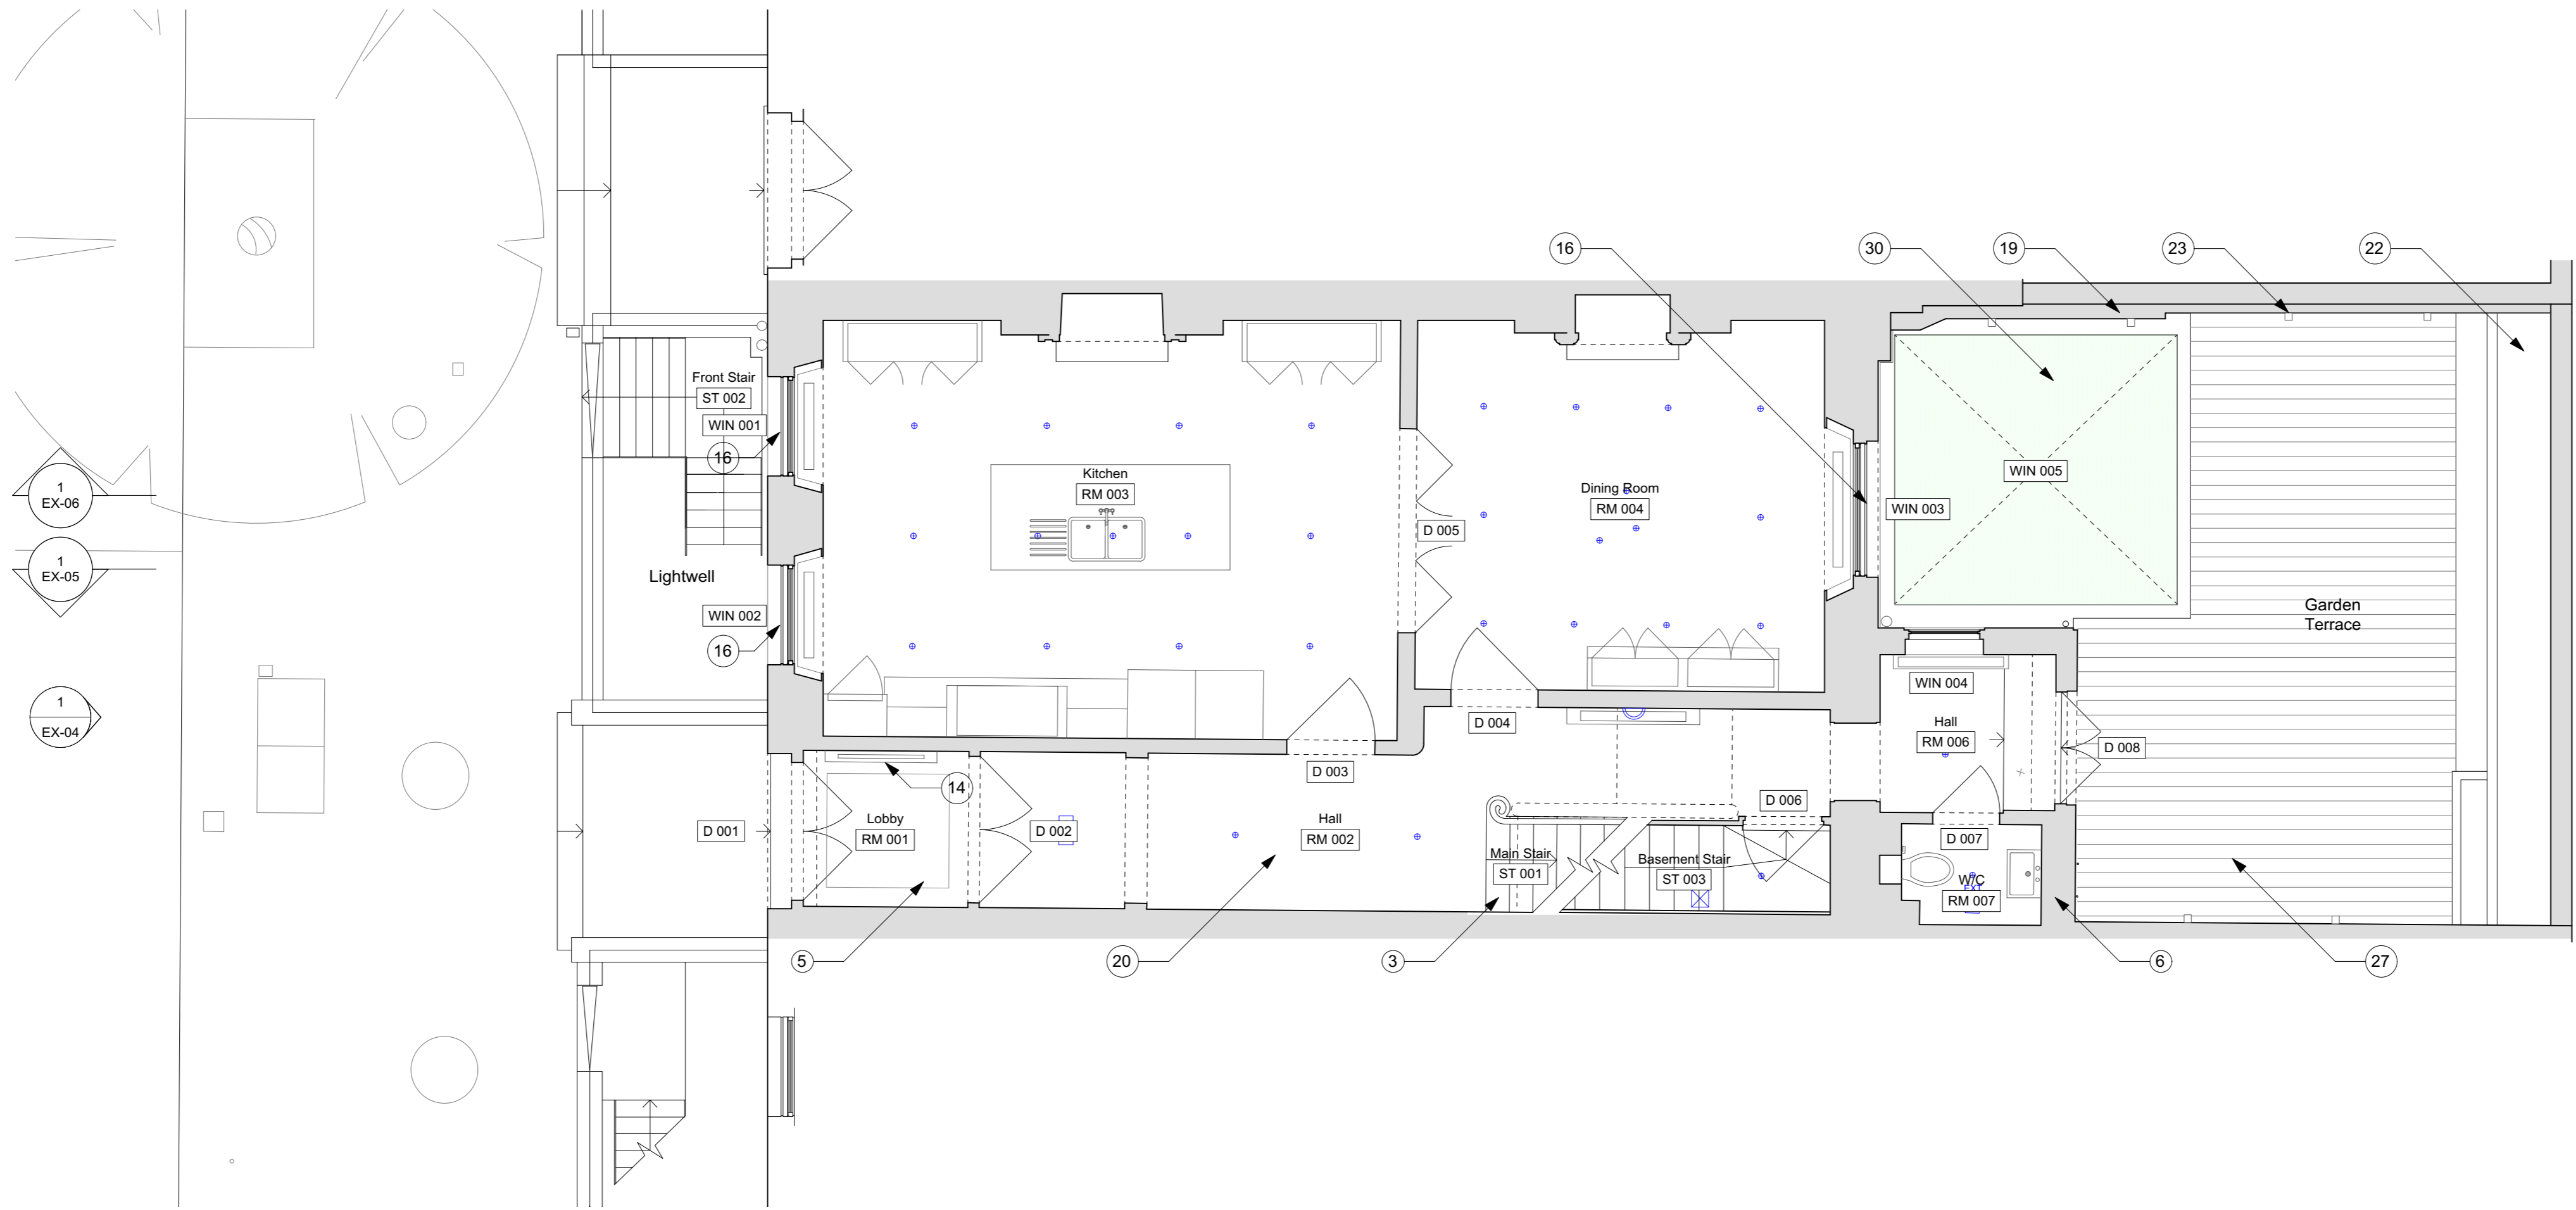 16
30
19
23
22
Front Stair
ST 002
WIN 001
16
Kitchen
RM 003
Dining Room
RM 004
WIN 005
WIN 003
1
EX-06
D 005
1
EX-05
Lightwell
WIN 002
16
Garden
Terrace
WIN 004
1
EX-04
D 004
Hall
RM 006
D 008
D 003
14
D 006
Lobby
RM 001
D 001
D 002
Hall
RM 002
D 007
Main Stair
ST 001
Basement Stair
ST 003
W/C
EXT
RM 007
5
20
3
6
27